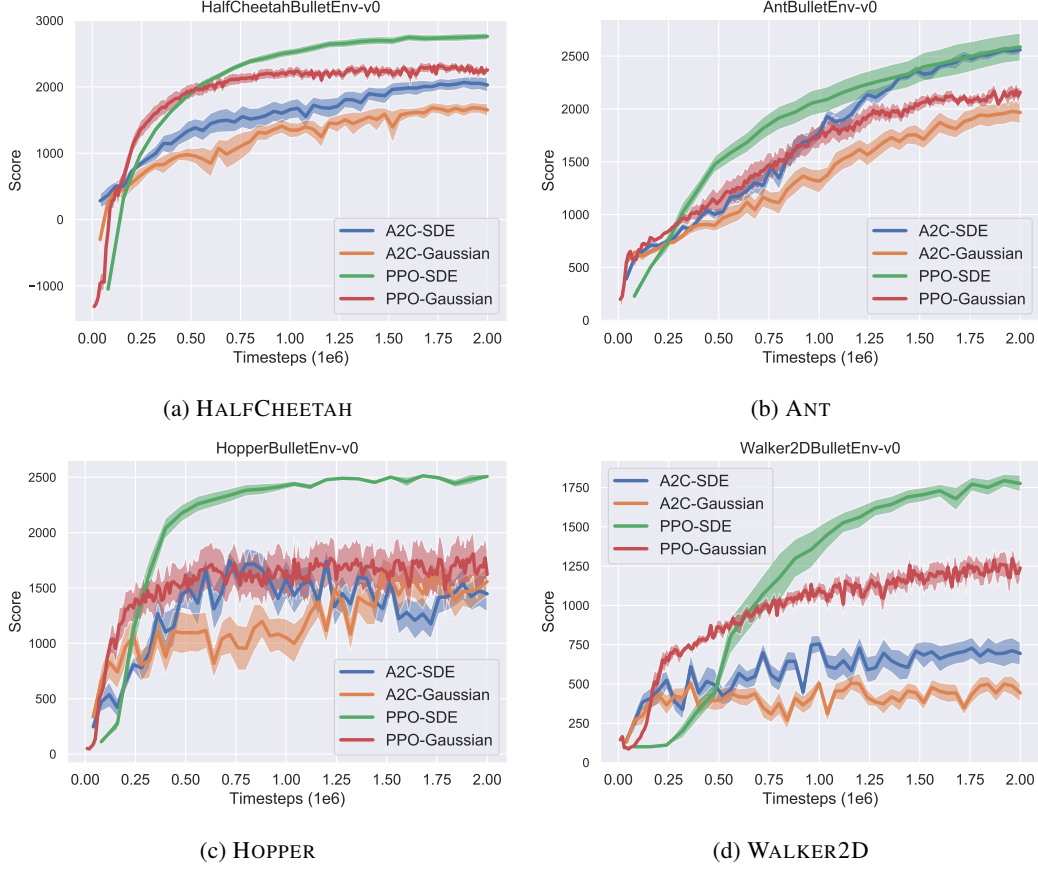 HalfCheetahBulletEnv-v0
3000
2000
1000
0
−1000
Score
A2C-SDE
A2C-Gaussian
PPO-SDE
PPO-Gaussian
0.00 0.25 0.50 0.75 1.00 1.25 1.50 1.75 2.00
Timesteps (1e6)
(a) HALFCHEETAH
AntBulletEnv-v0
2500
2000
1500
1000
500
0
Score
A2C-SDE
A2C-Gaussian
PPO-SDE
PPO-Gaussian
0.00 0.25 0.50 0.75 1.00 1.25 1.50 1.75 2.00
Timesteps (1e6)
(b) ANT
HopperBulletEnv-v0
2500
2000
1500
1000
500
0
Score
A2C-SDE
A2C-Gaussian
PPO-SDE
PPO-Gaussian
0.00 0.25 0.50 0.75 1.00 1.25 1.50 1.75 2.00
Timesteps (1e6)
(c) HOPPER
Walker2DBulletEnv-v0
1750
1500
1250
1000
750
500
250
0
Score
A2C-SDE
A2C-Gaussian
PPO-SDE
PPO-Gaussian
0.00 0.25 0.50 0.75 1.00 1.25 1.50 1.75 2.00
Timesteps (1e6)
(d) WALKER2D